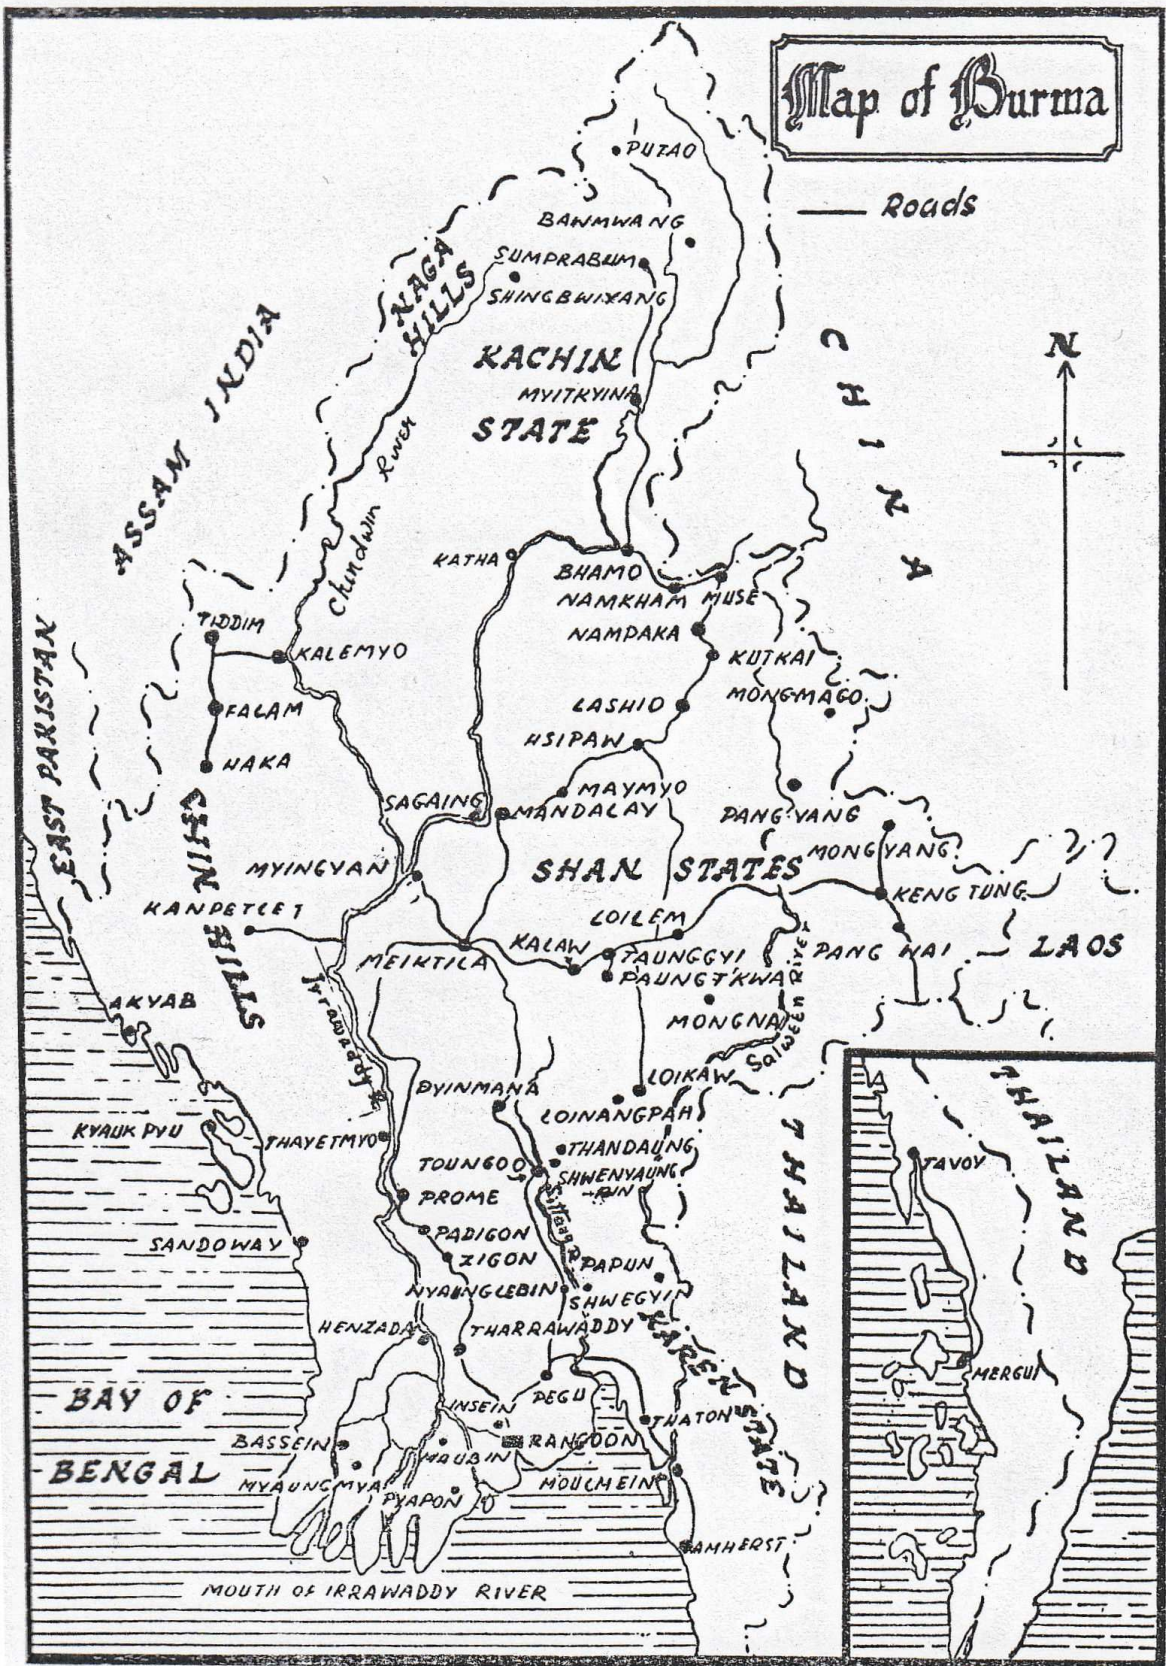 Map of Burma
Roads
PUTAO
BAWMWANG
SUMPRABUM
SHINGBWIYANG
NAGA
HILLS
KACHIN
STATE
MYITKYINA
CHINA
N
ASSAM INDIA
Chindwin River
KATHA
BHAMO
NAMKHAM
MUSE
NAMPAKA
KUTKAI
MONGMAGO
TIDDIM
KALEMYO
FALAM
HAKA
EAST PAKISTAN
CHIN HILLS
LASHIO
HSIPAW
MAYMYO
SAGAING
MANDALAY
PANG YANG
MONG YANG
MYINGYAN
SHAN STATES
KENG TUNG
KANPETLET
LOILEM
KALAW
TAUNGGYI
PANG WAI
LAOS
MEIKTILA
PAUNGT'KWA
MONGNAI
Salween RIVER
AKYAB
Irrawaddy R
PYINMANA
LOIKAW
LOINANGPAH
KYAUK PYU
THAYETMYO
THANDAUNG
TOUNGOO
SHWENYAUNG
-PIN
PROME
Sittang R
PADIGON
SANDOWAY
ZIGON
PAPUN
NYAUNGLEBIN
SHWEGYIN
HENZADA
THARRAWADDY
KAREN STATE
THAILAND
PEGU
INSEIN
THATON
BAY OF
BENGAL
BASSEIN
MAUBIN
RANGOON
MYAUNGMYA
PYAPON
MOULMEIN
AMHERST
MOUTH OF IRRAWADDY RIVER
THAILAND
TAVOY
MERGUI